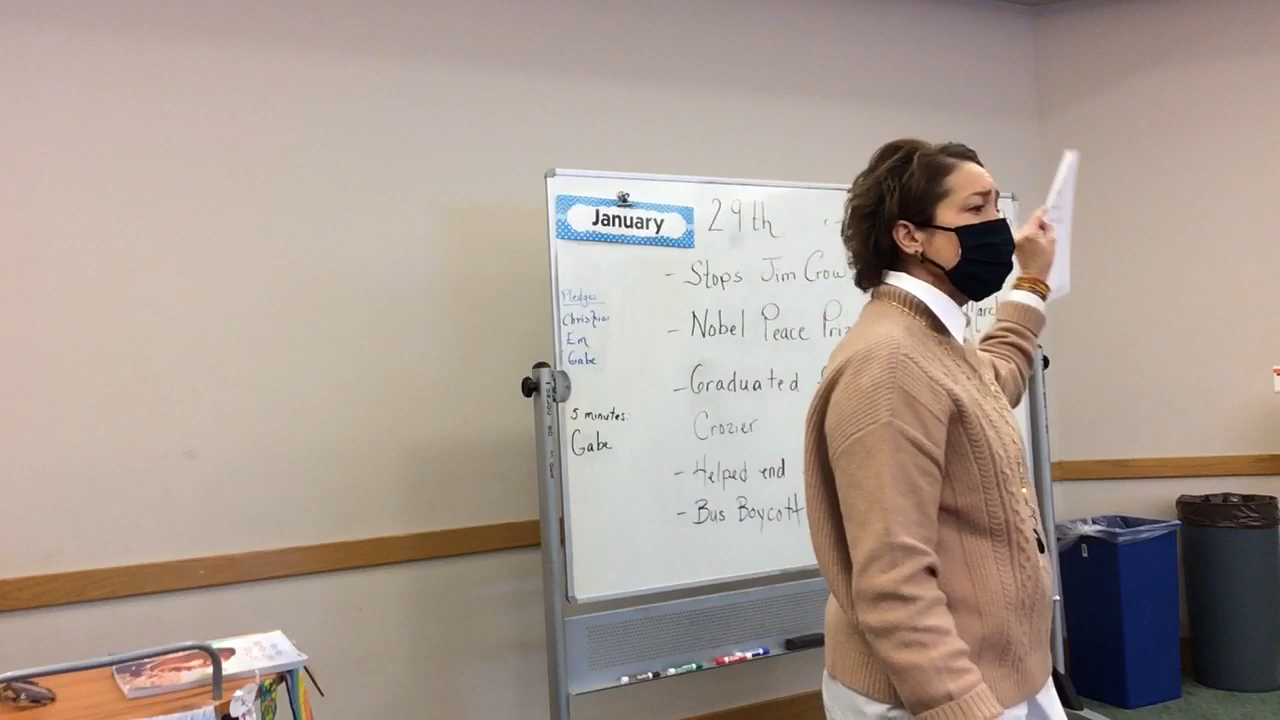 January 29th
- Stops Jim Crow
Pledges
Christian
Em
Gabe
- Nobel Peace
- Graduated
Crozier
5 minutes:
Gabe
- Helped end
- Bus Boycott